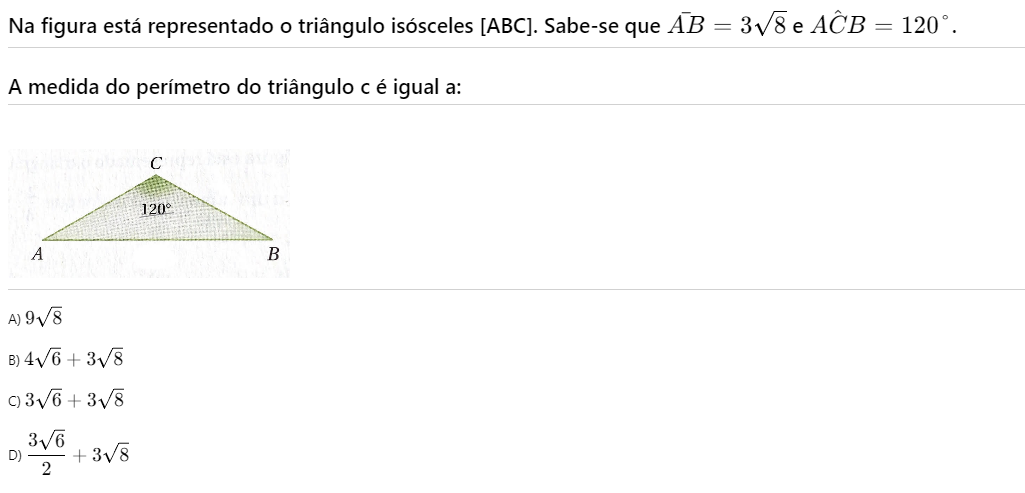 Na figura está representado o triângulo isósceles [ABC]. Sabe-se que $\bar{AB} = 3\sqrt{8}$ e $A\hat{C}B = 120^{\circ}$.
A medida do perímetro do triângulo c é igual a:
C
120°
A B
A) $9\sqrt{8}$
B) $4\sqrt{6} + 3\sqrt{8}$
C) $3\sqrt{6} + 3\sqrt{8}$
D) $\dfrac{3\sqrt{6}}{2} + 3\sqrt{8}$